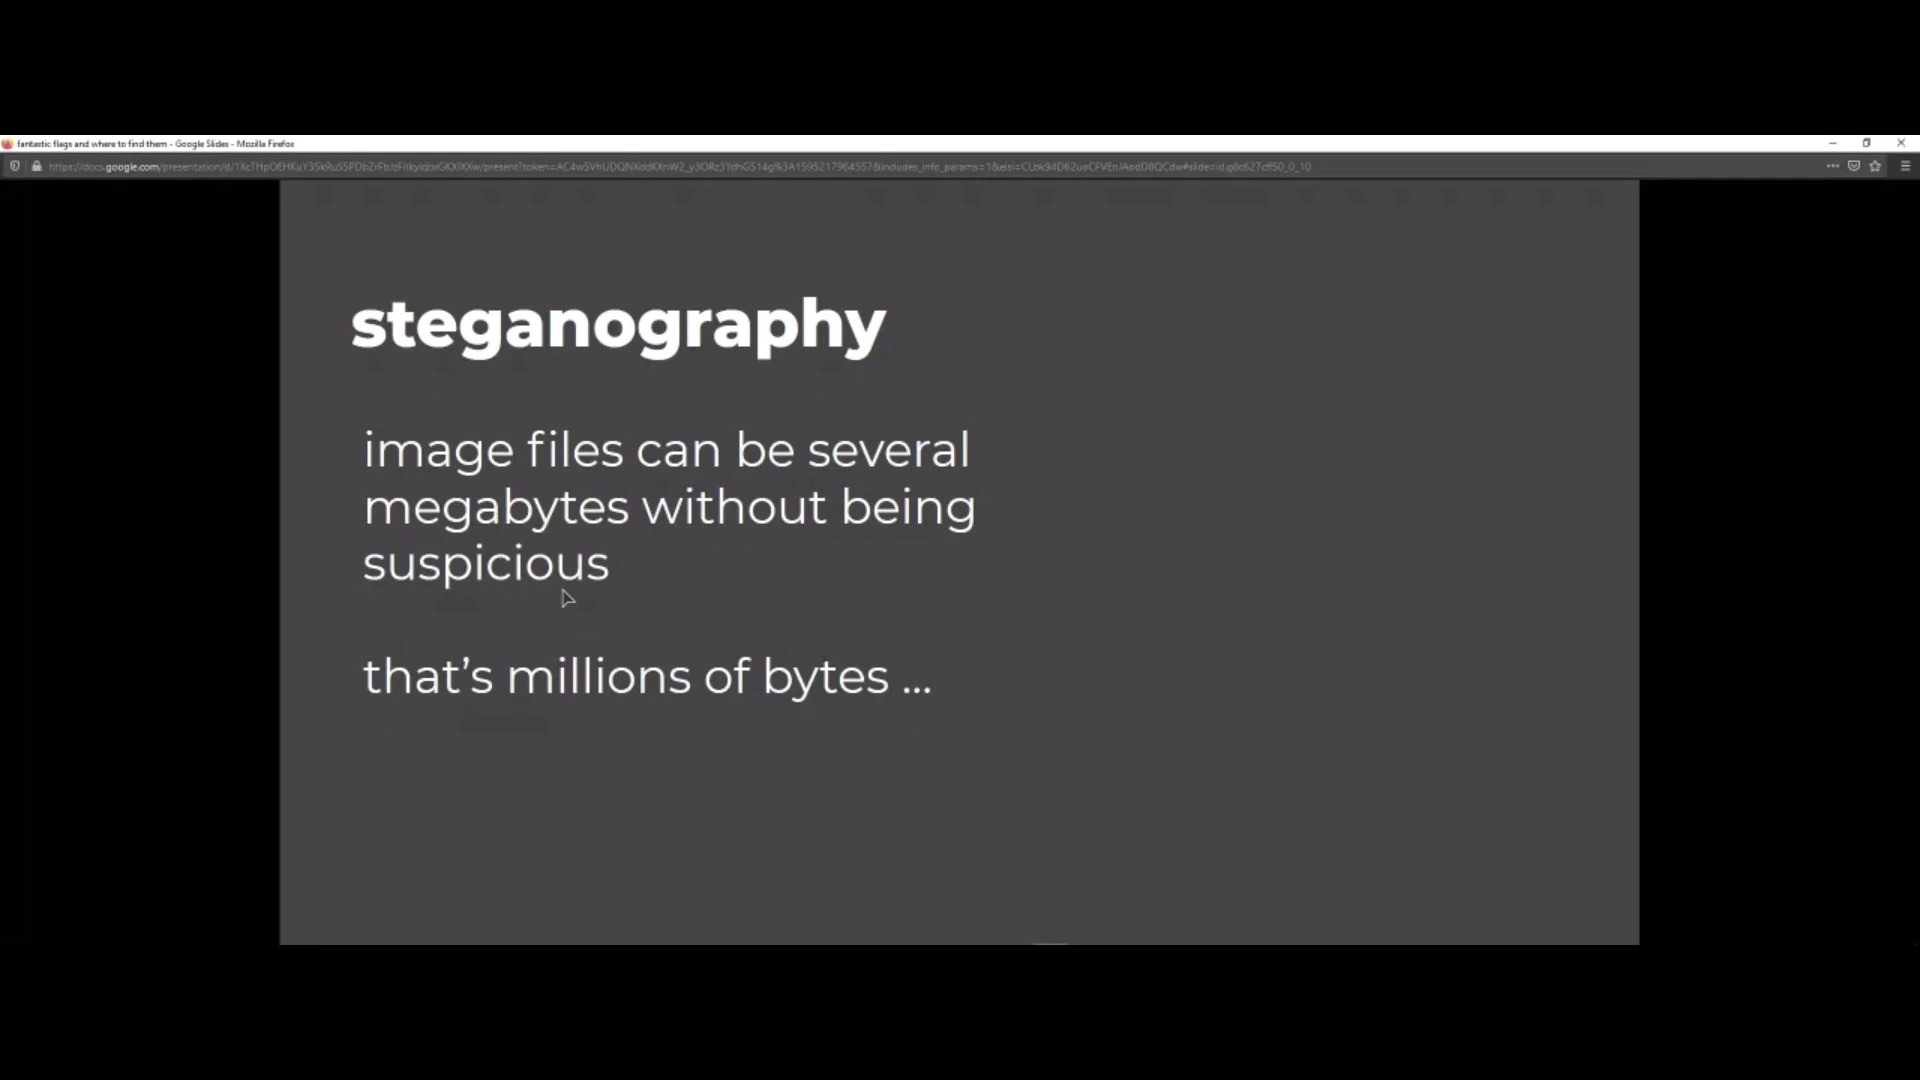 fantastic flags and where to find them - Google Slides - Mozilla Firefox
steganography
image files can be several
megabytes without being
suspicious
that's millions of bytes ...